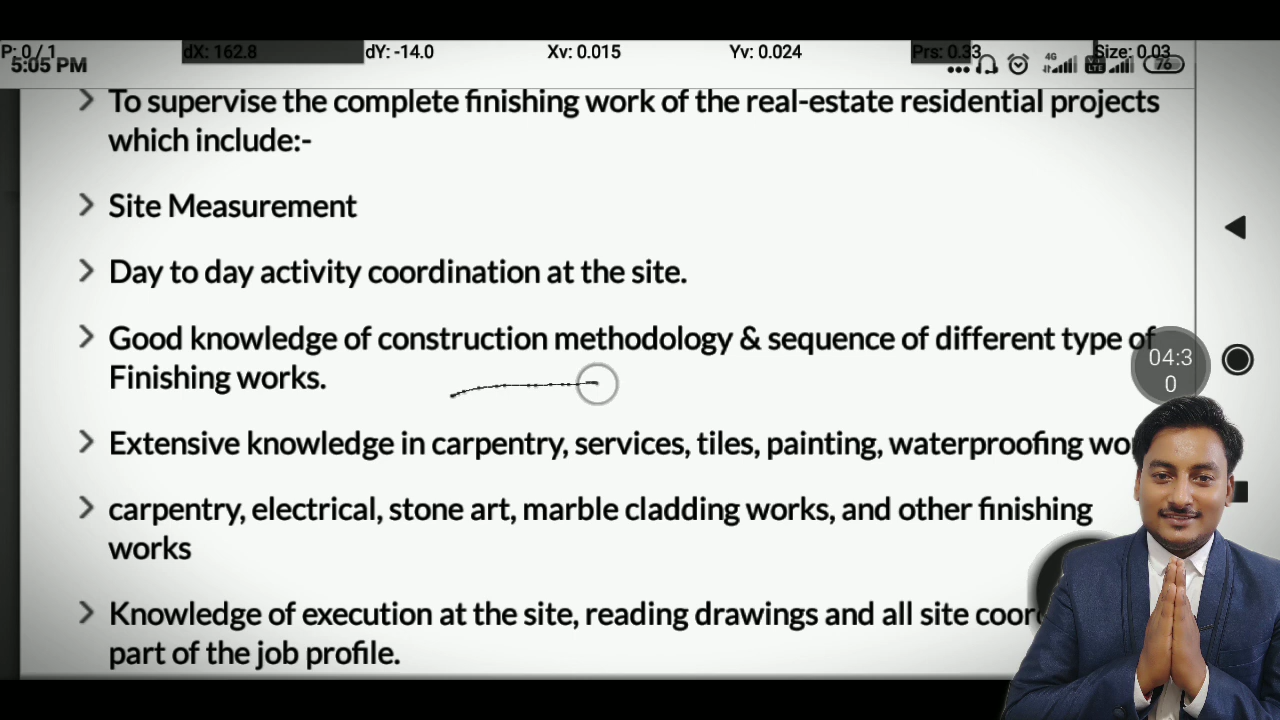 P: 0 / 1 dX: 162.8 dY: -14.0 Xv: 0.015 Yv: 0.024 Prs: 0.33 Size: 0.03
5:05 PM 4G LTE 76
To supervise the complete finishing work of the real-estate residential projects
which include:-
Site Measurement
Day to day activity coordination at the site.
Good knowledge of construction methodology & sequence of different type of
Finishing works.
04:3
0
Extensive knowledge in carpentry, services, tiles, painting, waterproofing
carpentry, electrical, stone art, marble cladding works, and other finishing
works
Knowledge of execution at the site, reading drawings and all site
part of the job profile.